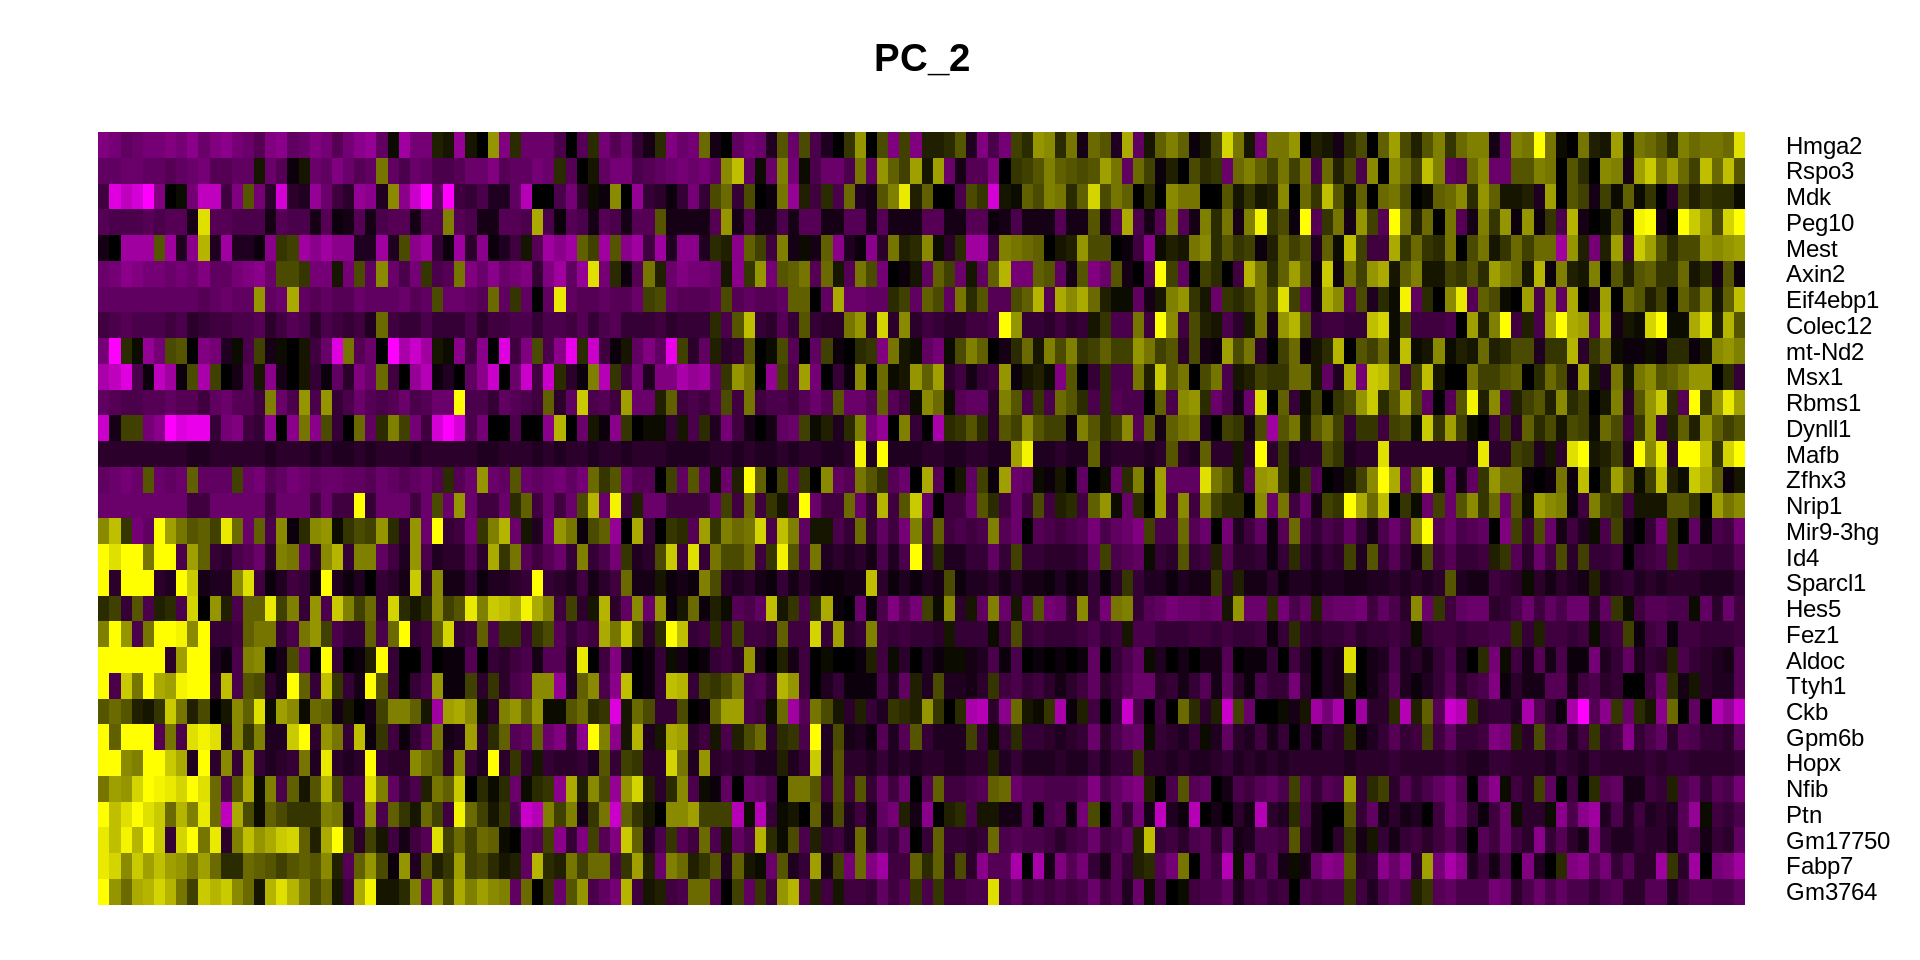 PC_2
Hmga2
Rspo3
Mdk
Peg10
Mest
Axin2
Eif4ebp1
Colec12
mt-Nd2
Msx1
Rbms1
Dynll1
Mafb
Zfhx3
Nrip1
Mir9-3hg
Id4
Sparcl1
Hes5
Fez1
Aldoc
Ttyh1
Ckb
Gpm6b
Hopx
Nfib
Ptn
Gm17750
Fabp7
Gm3764